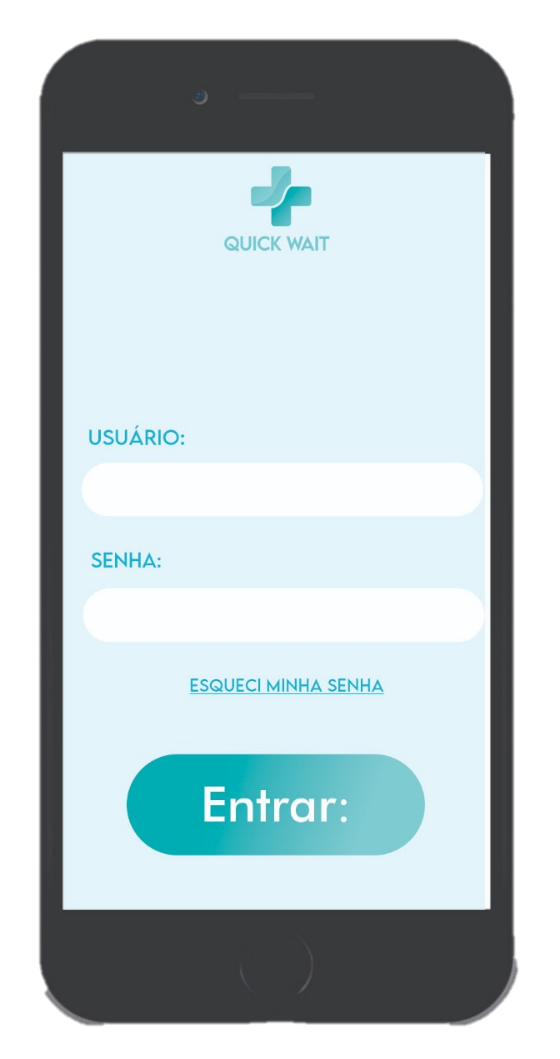 QUICK WAIT
USUÁRIO:
SENHA:
ESQUECI MINHA SENHA
Entrar: